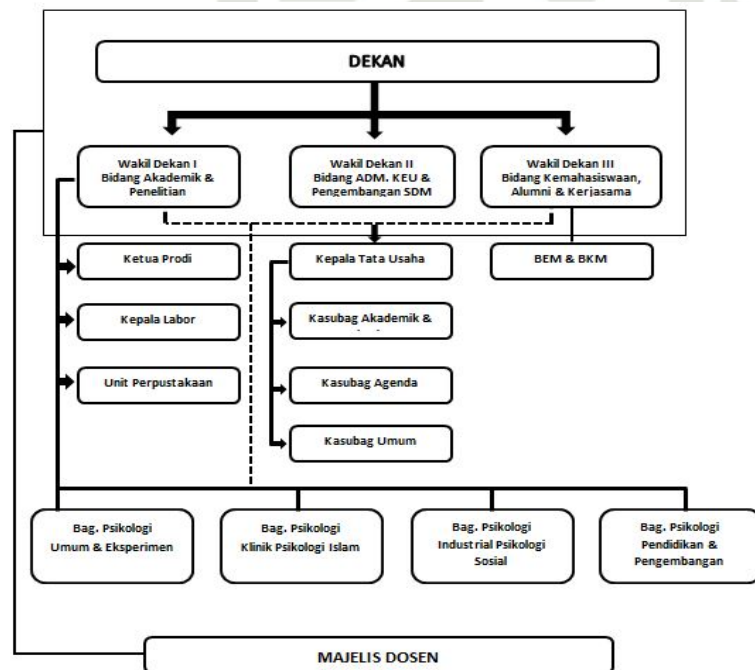 DEKAN
Wakil Dekan I
Bidang Akademik &
Penelitian
Wakil Dekan II
Bidang ADM. KEU &
Pengembangan SDM
Wakil Dekan III
Bidang Kemahasiswaan,
Alumni & Kerjasama
Ketua Prodi
Kepala Tata Usaha
BEM & BKM
Kepala Labor
Kasubag Akademik &
Unit Perpustakaan
Kasubag Agenda
Kasubag Umum
Bag. Psikologi
Umum & Eksperimen
Bag. Psikologi
Klinik Psikologi Islam
Bag. Psikologi
Industrial Psikologi
Sosial
Bag. Psikologi
Pendidikan &
Pengembangan
MAJELIS DOSEN